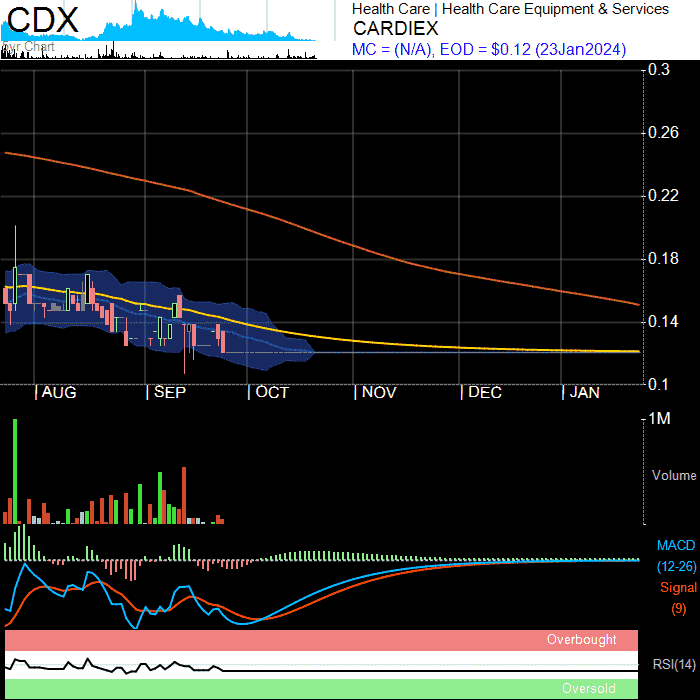 CDX
Health Care | Health Care Equipment & Services
CARDIEX
MC = (N/A), EOD = $0.12 (23Jan2024)
Chart
0.3
0.26
0.22
0.18
0.14
0.1
| AUG | SEP | OCT | NOV | DEC | JAN
1M
Volume
MACD
(12-26)
Signal
(9)
Overbought
RSI(14)
Oversold